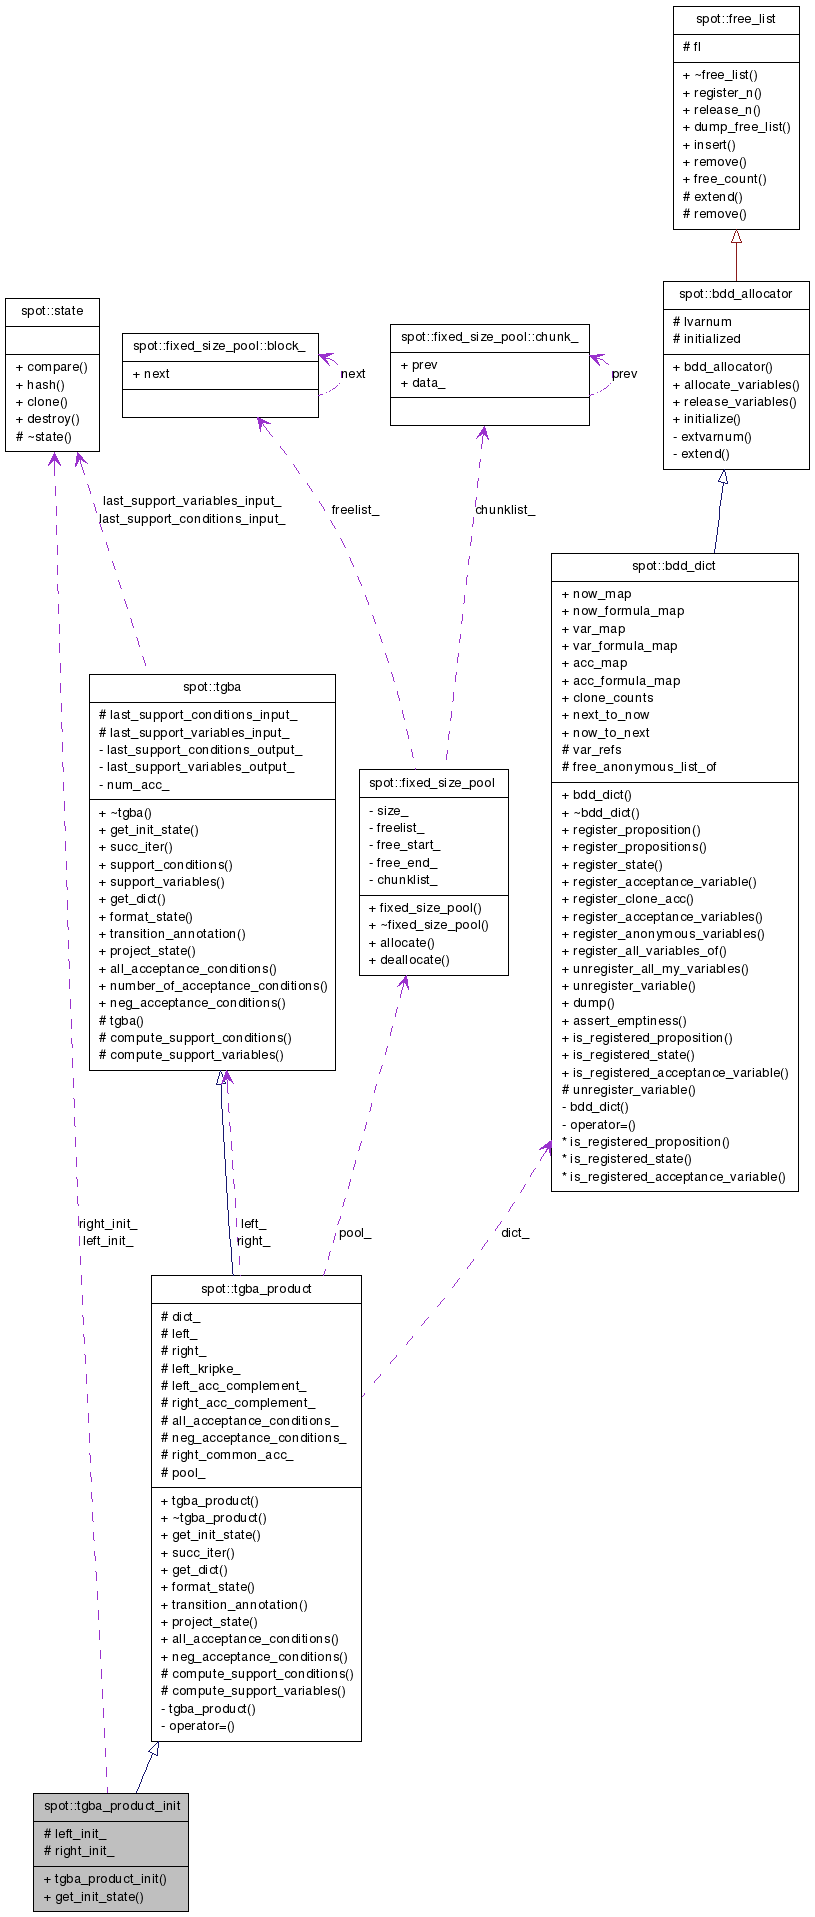 spot::free_list
# fl
+ ~free_list()
+ register_n()
+ release_n()
+ dump_free_list()
+ insert()
+ remove()
+ free_count()
# extend()
# remove()
spot::bdd_allocator
# lvarnum
# initialized
+ bdd_allocator()
+ allocate_variables()
+ release_variables()
+ initialize()
- extvarnum()
- extend()
spot::state
+ compare()
+ hash()
+ clone()
+ destroy()
# ~state()
spot::fixed_size_pool::block_
+ next
next
spot::fixed_size_pool::chunk_
+ prev
+ data_
prev
last_support_variables_input_
last_support_conditions_input_
freelist_
chunklist_
spot::bdd_dict
+ now_map
+ now_formula_map
+ var_map
+ var_formula_map
+ acc_map
+ acc_formula_map
+ clone_counts
+ next_to_now
+ now_to_next
# var_refs
# free_anonymous_list_of
+ bdd_dict()
+ ~bdd_dict()
+ register_proposition()
+ register_propositions()
+ register_state()
+ register_acceptance_variable()
+ register_clone_acc()
+ register_acceptance_variables()
+ register_anonymous_variables()
+ register_all_variables_of()
+ unregister_all_my_variables()
+ unregister_variable()
+ dump()
+ assert_emptiness()
+ is_registered_proposition()
+ is_registered_state()
+ is_registered_acceptance_variable()
# unregister_variable()
- bdd_dict()
- operator=()
* is_registered_proposition()
* is_registered_state()
* is_registered_acceptance_variable()
spot::tgba
# last_support_conditions_input_
# last_support_variables_input_
- last_support_conditions_output_
- last_support_variables_output_
- num_acc_
+ ~tgba()
+ get_init_state()
+ succ_iter()
+ support_conditions()
+ support_variables()
+ get_dict()
+ format_state()
+ transition_annotation()
+ project_state()
+ all_acceptance_conditions()
+ number_of_acceptance_conditions()
+ neg_acceptance_conditions()
# tgba()
# compute_support_conditions()
# compute_support_variables()
spot::fixed_size_pool
- size_
- freelist_
- free_start_
- free_end_
- chunklist_
+ fixed_size_pool()
+ ~fixed_size_pool()
+ allocate()
+ deallocate()
right_init_
left_init_
left_
right_
pool_
dict_
spot::tgba_product
# dict_
# left_
# right_
# left_kripke_
# left_acc_complement_
# right_acc_complement_
# all_acceptance_conditions_
# neg_acceptance_conditions_
# right_common_acc_
# pool_
+ tgba_product()
+ ~tgba_product()
+ get_init_state()
+ succ_iter()
+ get_dict()
+ format_state()
+ transition_annotation()
+ project_state()
+ all_acceptance_conditions()
+ neg_acceptance_conditions()
# compute_support_conditions()
# compute_support_variables()
- tgba_product()
- operator=()
spot::tgba_product_init
# left_init_
# right_init_
+ tgba_product_init()
+ get_init_state()